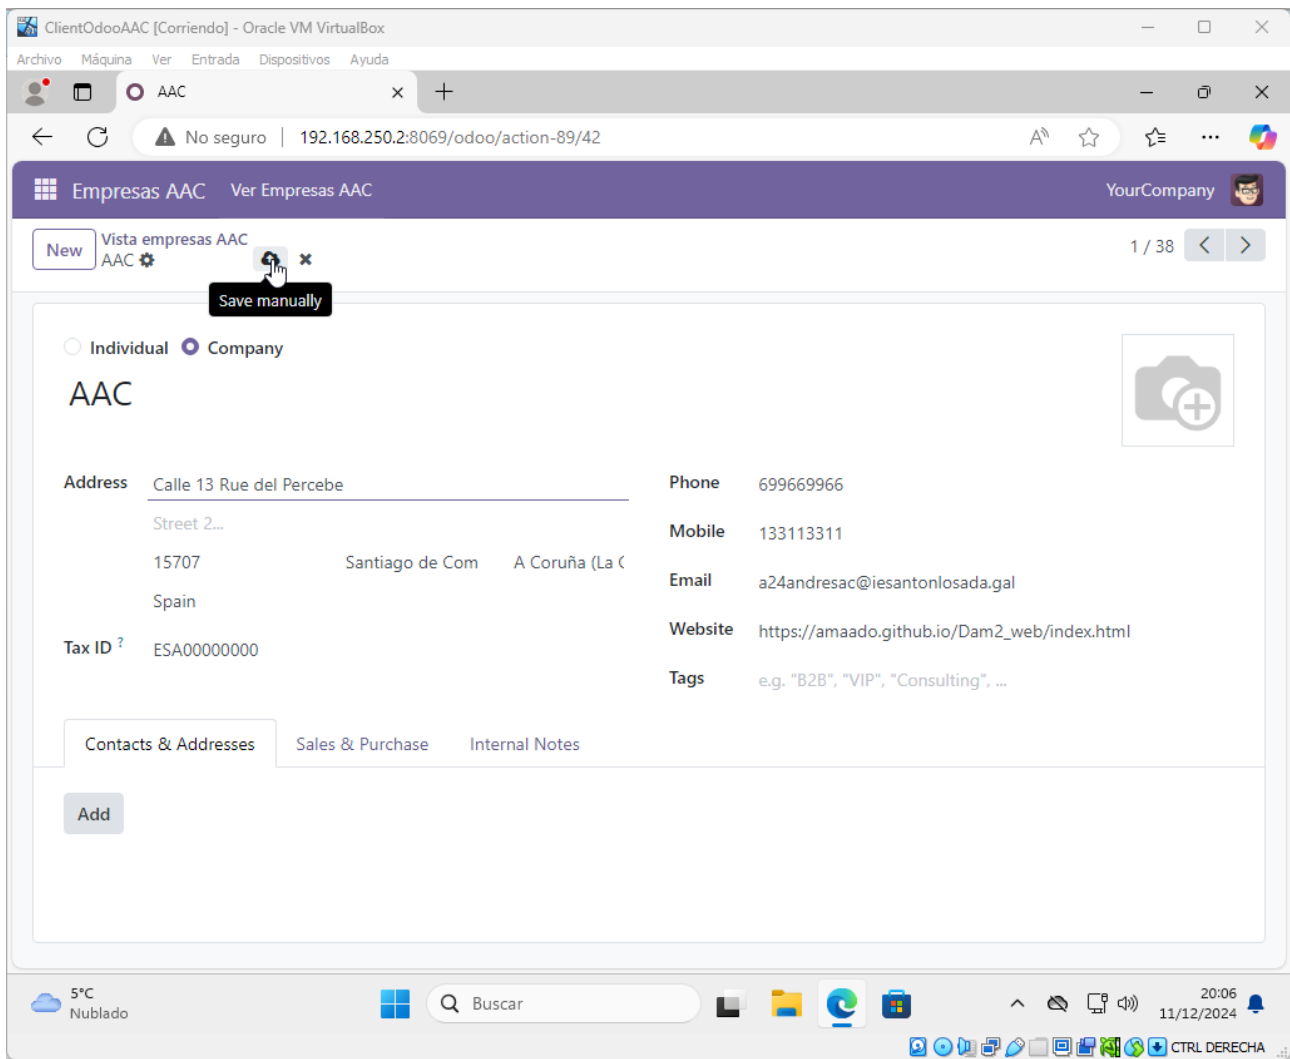 ClientOdooAAC [Corriendo] - Oracle VM VirtualBox
Archivo Máquina Ver Entrada Dispositivos Ayuda
AAC
No seguro 192.168.250.2:8069/odoo/action-89/42
Empresas AAC Ver Empresas AAC YourCompany
New Vista empresas AAC
AAC
1 / 38
Save manually
Individual Company
AAC
Address Calle 13 Rue del Percebe
Street 2...
15707 Santiago de Com A Coruña (La C
Spain
Tax ID ? ESA00000000
Phone 699669966
Mobile 133113311
Email a24andresac@iesantonlosada.gal
Website https://amaado.github.io/Dam2_web/index.html
Tags e.g. "B2B", "VIP", "Consulting", ...
Contacts & Addresses Sales & Purchase Internal Notes
Add
5°C
Nublado
Buscar
20:06
11/12/2024
CTRL DERECHA